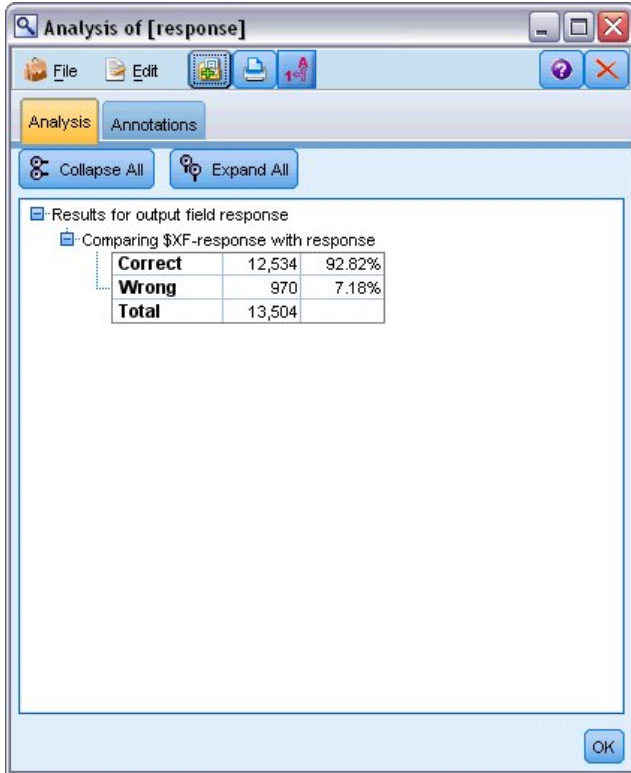 Analysis of [response]
File Edit
Analysis Annotations
Collapse All Expand All
Results for output field response
Comparing $XF-response with response
Correct 12,534 92.82%
Wrong 970 7.18%
Total 13,504
OK